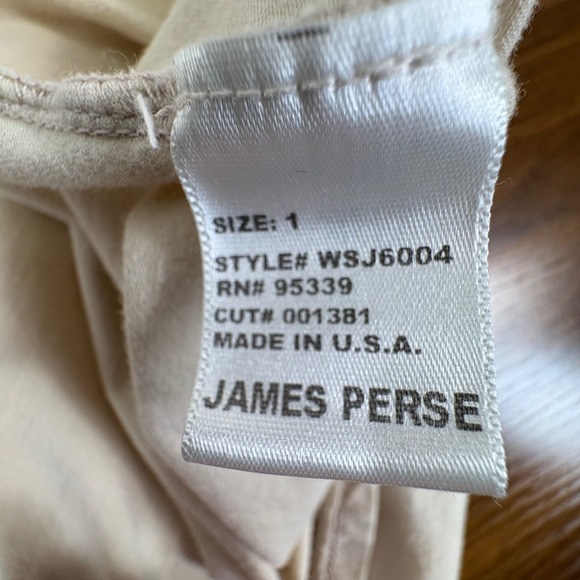 SIZE: 1
STYLE# WSJ6004
RN# 95339
CUT# 001381
MADE IN U.S.A.
JAMES PERSE